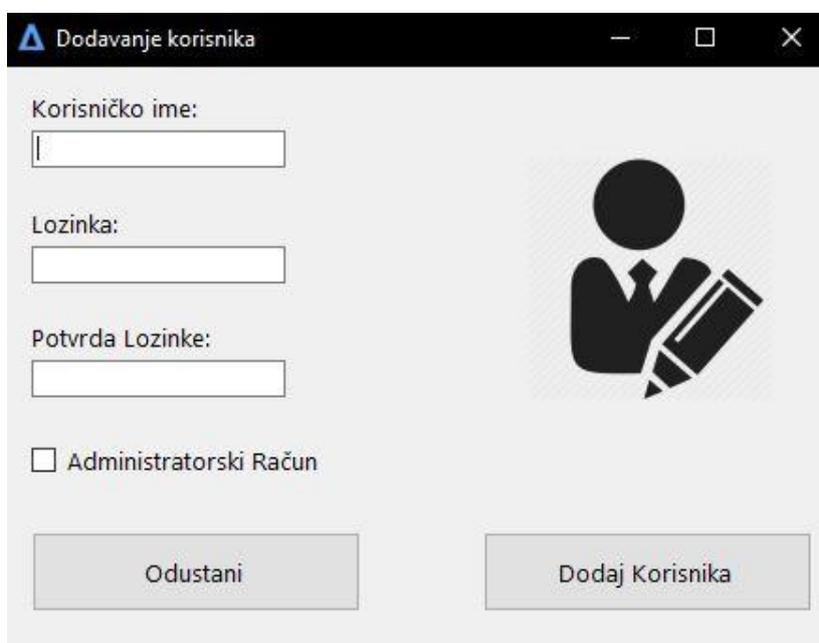 Dodavanje korisnika
Korisničko ime:
Lozinka:
Potvrda Lozinke:
Administratorski Račun
Odustani
Dodaj Korisnika